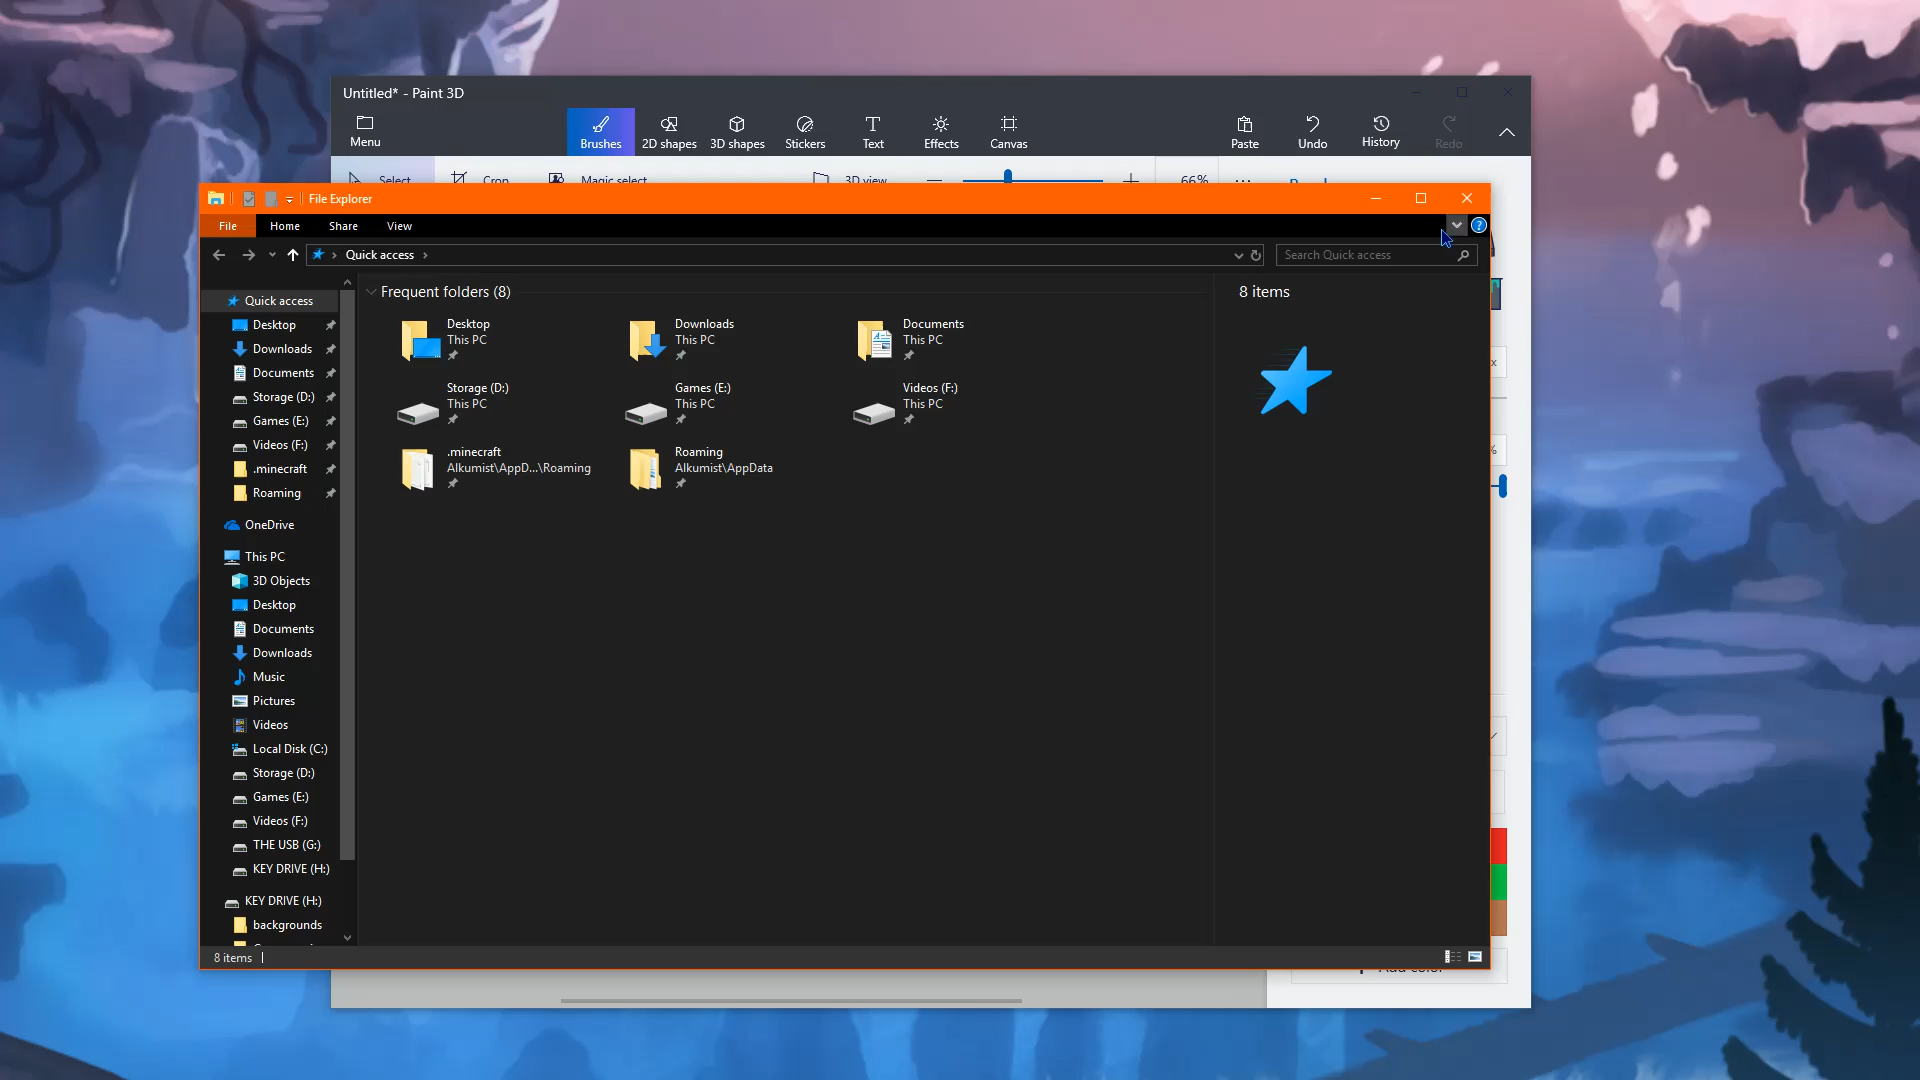 Untitled* - Paint 3D
Menu
Brushes
2D shapes
3D shapes
Stickers
Text
Effects
Canvas
Paste
Undo
History
Redo
Select
Crop
Magic select
3D view
66%
File Explorer
File
Home
Share
View
Quick access
Search Quick access
Quick access
Desktop
Downloads
Documents
Storage (D:)
Games (E:)
Videos (F:)
.minecraft
Roaming
OneDrive
This PC
3D Objects
Desktop
Documents
Downloads
Music
Pictures
Videos
Local Disk (C:)
Storage (D:)
Games (E:)
Videos (F:)
THE USB (G:)
KEY DRIVE (H:)
KEY DRIVE (H:)
backgrounds
Frequent folders (8)
Desktop
This PC
Downloads
This PC
Documents
This PC
Storage (D:)
This PC
Games (E:)
This PC
Videos (F:)
This PC
.minecraft
Alkumist\AppD...\Roaming
Roaming
Alkumist\AppData
8 items
8 items
Add color